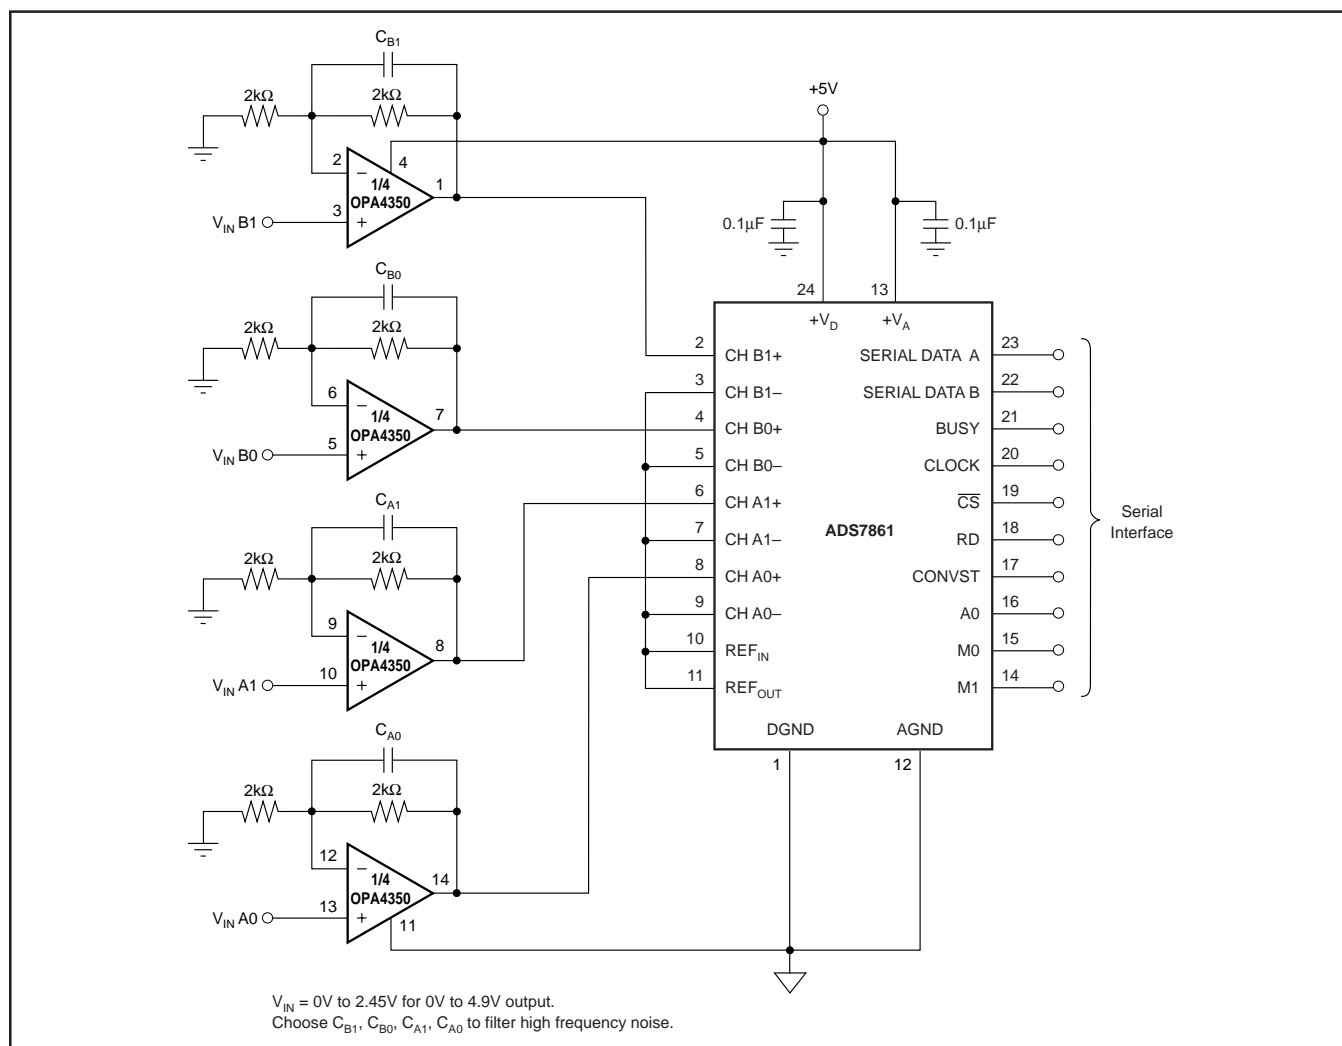 C_B1
2kΩ
2kΩ
+5V
2
–
4
1/4
OPA4350
1
V_IN B1
3
+
0.1µF
0.1µF
C_B0
2kΩ
2kΩ
24
13
+V_D
+V_A
6
–
1/4
OPA4350
7
V_IN B0
5
+
2
CH B1+
SERIAL DATA A
23
3
CH B1–
SERIAL DATA B
22
4
CH B0+
BUSY
21
5
CH B0–
CLOCK
20
6
CH A1+
C̅S̅
19
7
CH A1–
ADS7861
RD
18
8
CH A0+
CONVST
17
9
CH A0–
A0
16
10
REF_IN
M0
15
11
REF_OUT
M1
14
Serial
Interface
DGND
AGND
1
12
C_A1
2kΩ
2kΩ
9
–
1/4
OPA4350
8
V_IN A1
10
+
C_A0
2kΩ
2kΩ
12
–
1/4
OPA4350
14
V_IN A0
13
+
11
V_IN = 0V to 2.45V for 0V to 4.9V output.
Choose C_B1, C_B0, C_A1, C_A0 to filter high frequency noise.